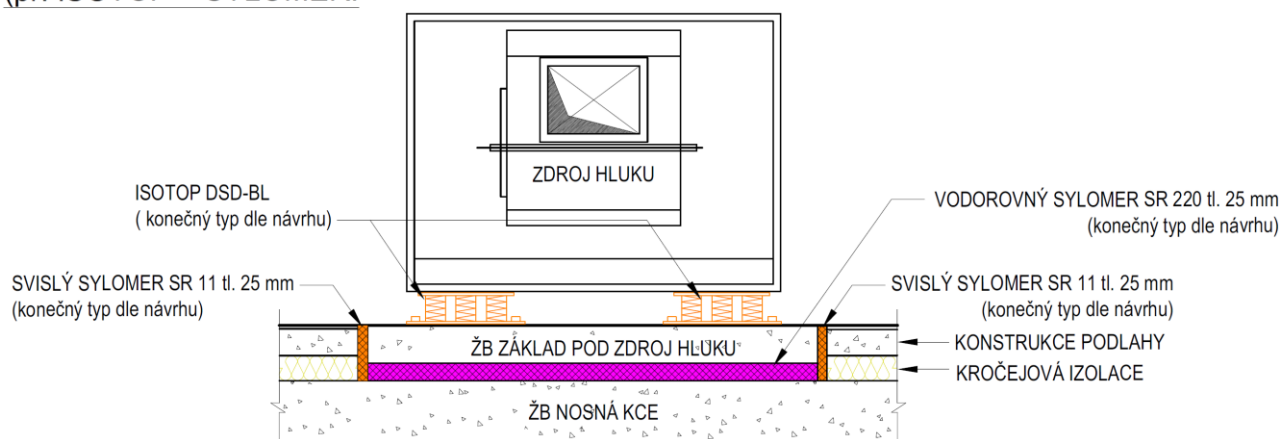 ZDROJ HLUKU
ISOTOP DSD-BL
( konečný typ dle návrhu)
VODOROVNÝ SYLOMER SR 220 tl. 25 mm
(konečný typ dle návrhu)
SVISLÝ SYLOMER SR 11 tl. 25 mm
(konečný typ dle návrhu)
SVISLÝ SYLOMER SR 11 tl. 25 mm
(konečný typ dle návrhu)
ŽB ZÁKLAD POD ZDROJ HLUKU
KONSTRUKCE PODLAHY
KROČEJOVÁ IZOLACE
ŽB NOSNÁ KCE